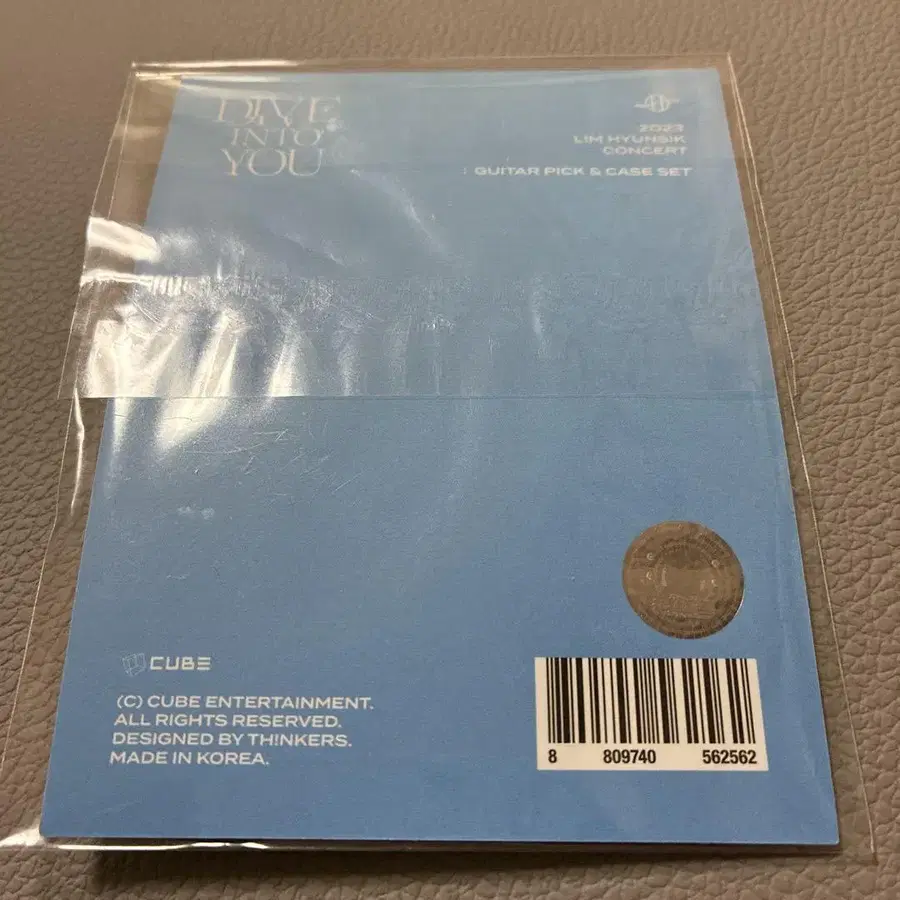 DIVE
INTO
YOU
2023
LIM HYUNSIK
CONCERT
: GUITAR PICK & CASE SET
CUBE
(C) CUBE ENTERTAINMENT.
ALL RIGHTS RESERVED.
DESIGNED BY TH!NKERS.
MADE IN KOREA.
8 809740 562562